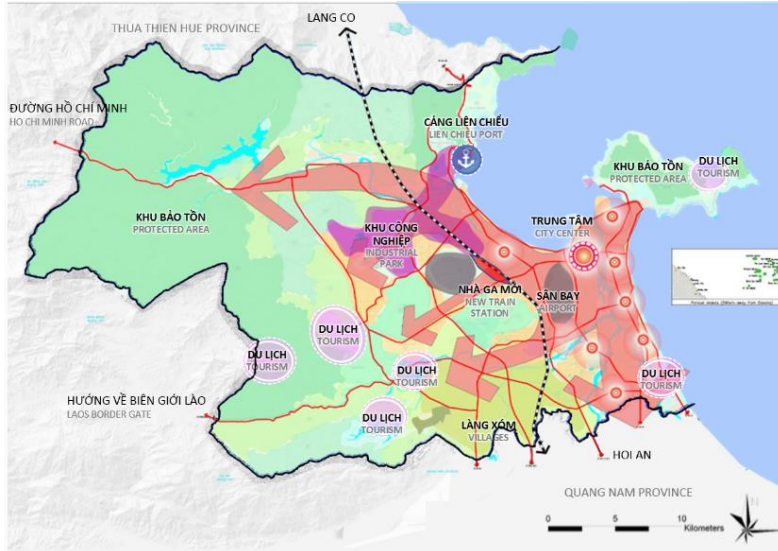 LANG CO
THUA THIEN HUE PROVINCE
ĐƯỜNG HỒ CHÍ MINH
HO CHI MINH ROAD
CẢNG LIÊN CHIỂU
LIEN CHIEU PORT
KHU BẢO TỒN
PROTECTED AREA
DU LỊCH
TOURISM
KHU BẢO TỒN
PROTECTED AREA
TRUNG TÂM
CITY CENTER
KHU CÔNG
NGHIỆP
INDUSTRIAL
PARK
NHÀ GA MỚI
NEW TRAIN
STATION
SÂN BAY
AIRPORT
DU LỊCH
TOURISM
DU LỊCH
TOURISM
DU LỊCH
TOURISM
DU LỊCH
TOURISM
HƯỚNG VỀ BIÊN GIỚI LÀO
LAOS BORDER GATE
DU LỊCH
TOURISM
LÀNG XÓM
VILLAGES
HOI AN
QUANG NAM PROVINCE
0 5 10
Kilometers
N